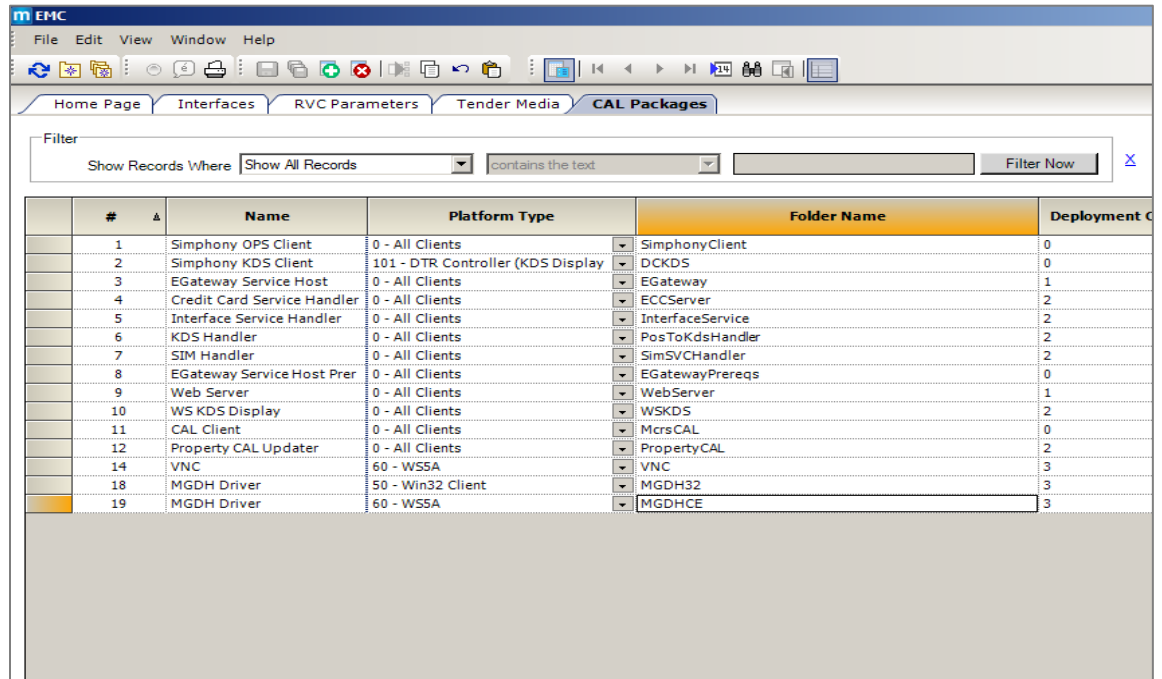 m EMC
File Edit View Window Help
14
Home Page Interfaces RVC Parameters Tender Media CAL Packages
Filter
Show Records Where Show All Records contains the text Filter Now X
# Name Platform Type Folder Name Deployment C
1 Simphony OPS Client 0 - All Clients SimphonyClient 0
2 Simphony KDS Client 101 - DTR Controller (KDS Display DCKDS 0
3 EGateway Service Host 0 - All Clients EGateway 1
4 Credit Card Service Handler 0 - All Clients ECCServer 2
5 Interface Service Handler 0 - All Clients InterfaceService 2
6 KDS Handler 0 - All Clients PosToKdsHandler 2
7 SIM Handler 0 - All Clients SimSVCHandler 2
8 EGateway Service Host Prer 0 - All Clients EGatewayPrereqs 0
9 Web Server 0 - All Clients WebServer 1
10 WS KDS Display 0 - All Clients WSKDS 2
11 CAL Client 0 - All Clients McrsCAL 0
12 Property CAL Updater 0 - All Clients PropertyCAL 2
14 VNC 60 - WS5A VNC 3
18 MGDH Driver 50 - Win32 Client MGDH32 3
19 MGDH Driver 60 - WS5A MGDHCE 3